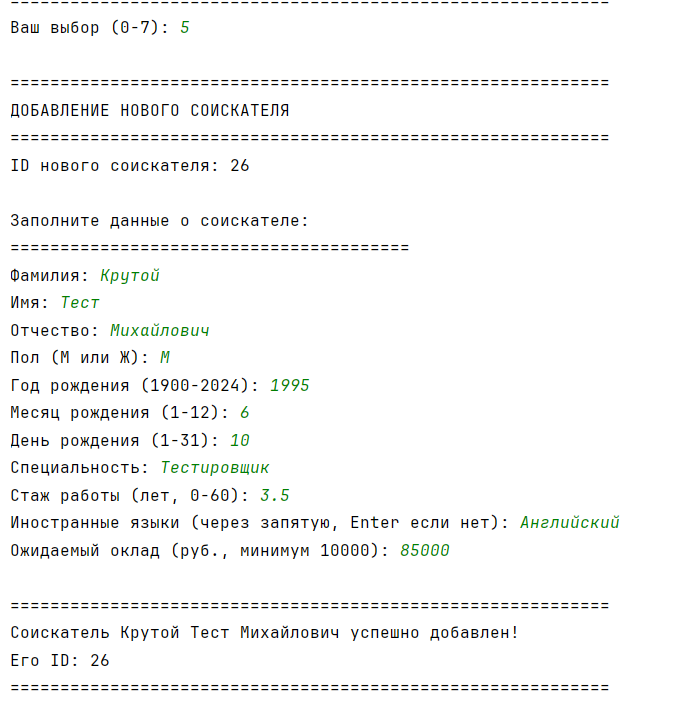 ============================================================
Ваш выбор (0-7): 5
============================================================
ДОБАВЛЕНИЕ НОВОГО СОИСКАТЕЛЯ
============================================================
ID нового соискателя: 26
Заполните данные о соискателе:
========================================
Фамилия: Крутой
Имя: Тест
Отчество: Михайлович
Пол (М или Ж): М
Год рождения (1900-2024): 1995
Месяц рождения (1-12): 6
День рождения (1-31): 10
Специальность: Тестировщик
Стаж работы (лет, 0-60): 3.5
Иностранные языки (через запятую, Enter если нет): Английский
Ожидаемый оклад (руб., минимум 10000): 85000
============================================================
Соискатель Крутой Тест Михайлович успешно добавлен!
Его ID: 26
============================================================